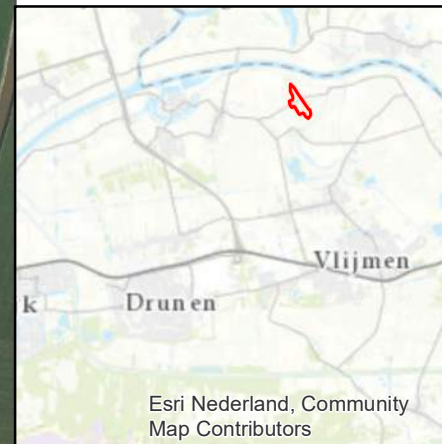 Vlijmen
k
Drunen
Esri Nederland, Community
Map Contributors